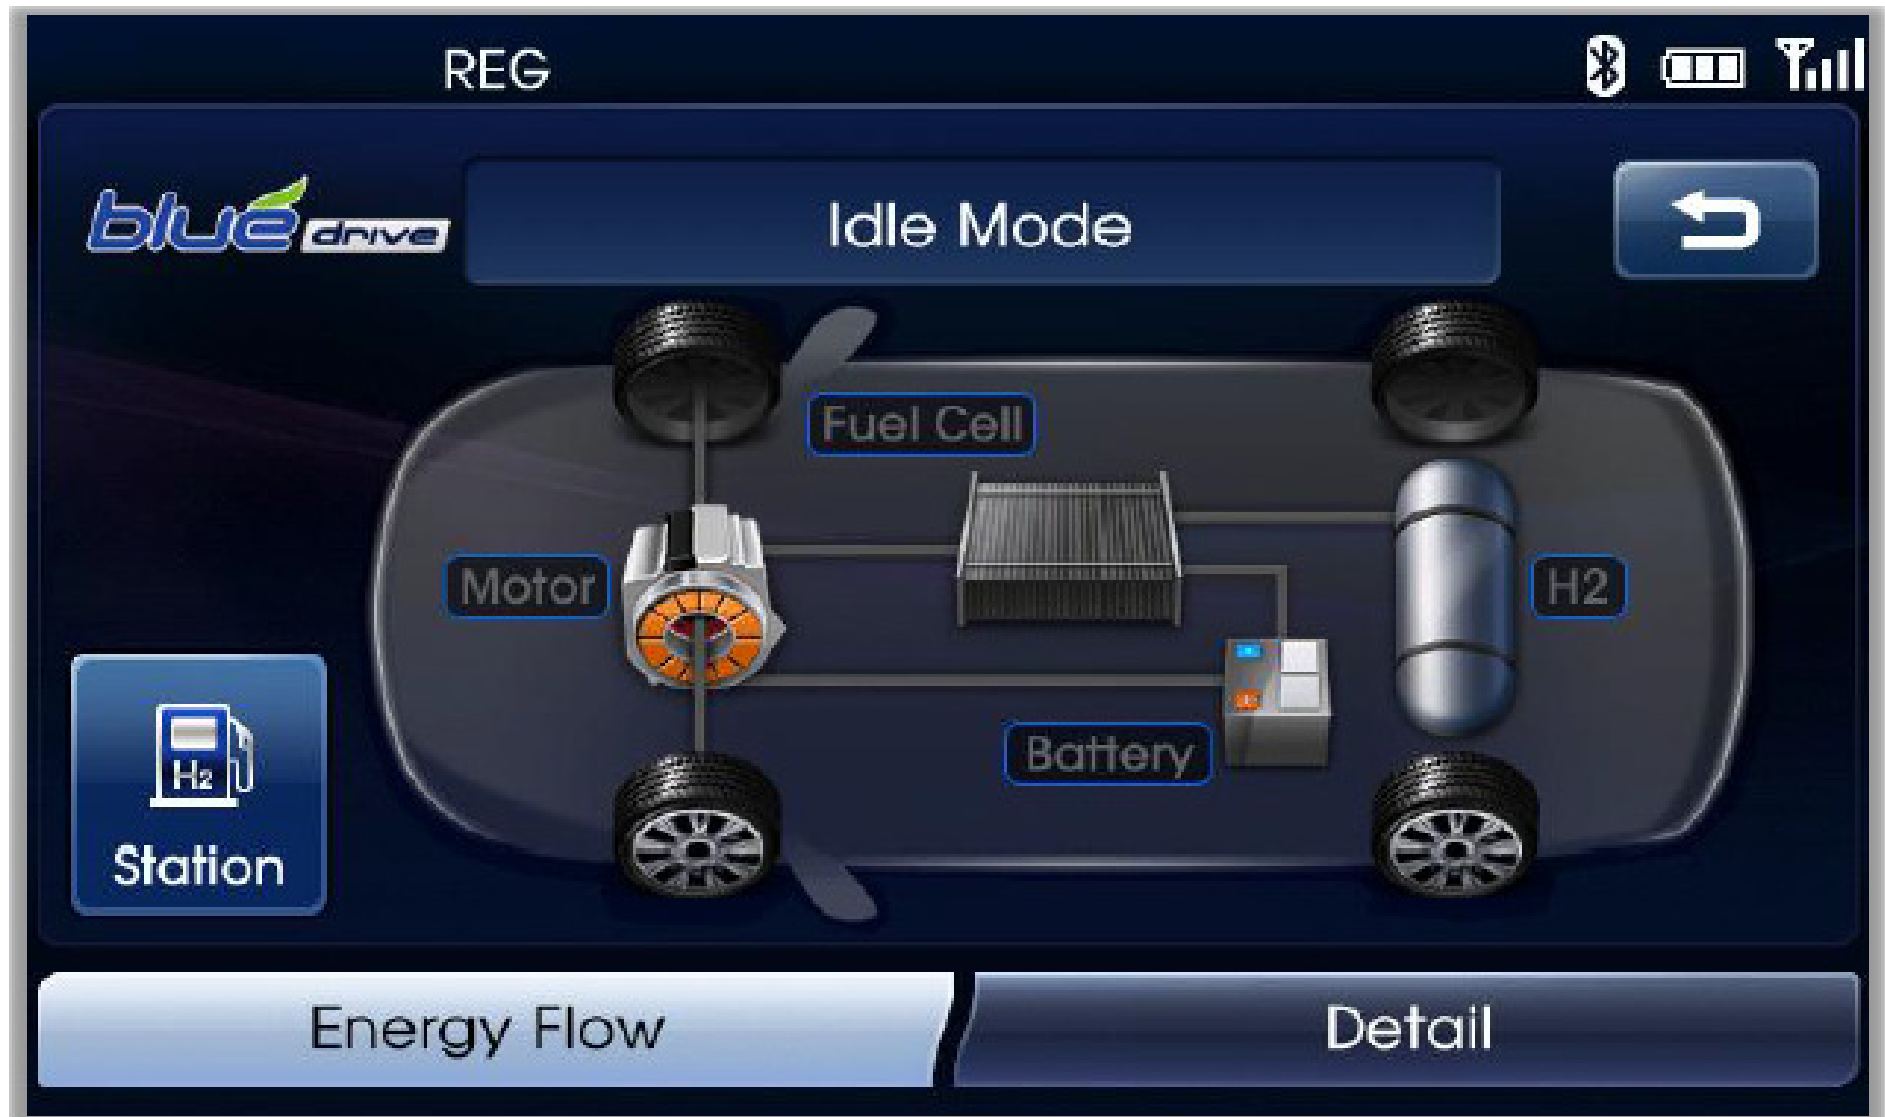 REG
blue drive
Idle Mode
Fuel Cell
Motor
H2
Battery
H2
Station
Energy Flow
Detail